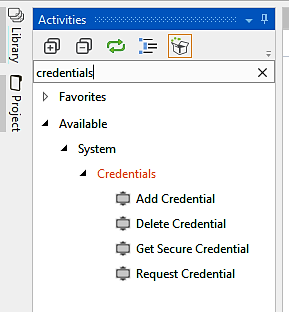 Activities
Library
Project
credentials
Favorites
Available
System
Credentials
Add Credential
Delete Credential
Get Secure Credential
Request Credential